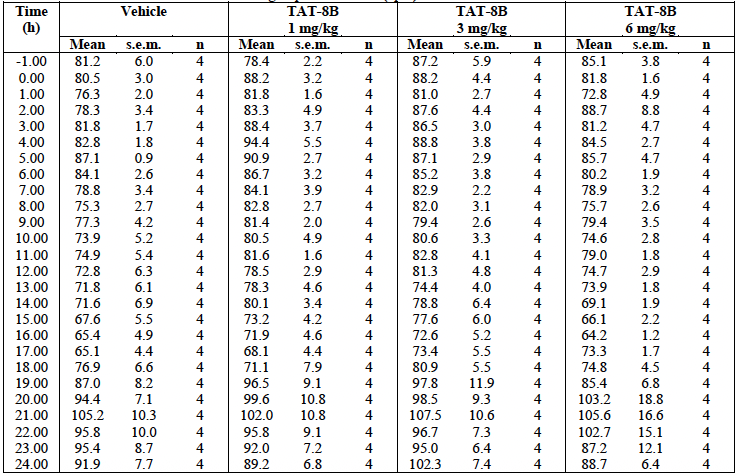 Time Vehicle TAT-8B TAT-8B TAT-8B
(h) 1 mg/kg 3 mg/kg 6 mg/kg
Mean s.e.m. n Mean s.e.m. n Mean s.e.m. n Mean s.e.m. n
-1.00 81.2 6.0 4 78.4 2.2 4 87.2 5.9 4 85.1 3.8 4
0.00 80.5 3.0 4 88.2 3.2 4 88.2 4.4 4 81.8 1.6 4
1.00 76.3 2.0 4 81.8 1.6 4 81.0 2.7 4 72.8 4.9 4
2.00 78.3 3.4 4 83.3 4.9 4 87.6 4.4 4 88.7 8.8 4
3.00 81.8 1.7 4 88.4 3.7 4 86.5 3.0 4 81.2 4.7 4
4.00 82.8 1.8 4 94.4 5.5 4 88.8 3.8 4 84.5 2.7 4
5.00 87.1 0.9 4 90.9 2.7 4 87.1 2.9 4 85.7 4.7 4
6.00 84.1 2.6 4 86.7 3.2 4 85.2 3.8 4 80.2 1.9 4
7.00 78.8 3.4 4 84.1 3.9 4 82.9 2.2 4 78.9 3.2 4
8.00 75.3 2.7 4 82.8 2.7 4 82.0 3.1 4 75.7 2.6 4
9.00 77.3 4.2 4 81.4 2.0 4 79.4 2.6 4 79.4 3.5 4
10.00 73.9 5.2 4 80.5 4.9 4 80.6 3.3 4 74.6 2.8 4
11.00 74.9 5.4 4 81.6 1.6 4 82.8 4.1 4 79.0 1.8 4
12.00 72.8 6.3 4 78.5 2.9 4 81.3 4.8 4 74.7 2.9 4
13.00 71.8 6.1 4 78.3 4.6 4 74.4 4.0 4 73.9 1.8 4
14.00 71.6 6.9 4 80.1 3.4 4 78.8 6.4 4 69.1 1.9 4
15.00 67.6 5.5 4 73.2 4.2 4 77.6 6.0 4 66.1 2.2 4
16.00 65.4 4.9 4 71.9 4.6 4 72.6 5.2 4 64.2 1.2 4
17.00 65.1 4.4 4 68.1 4.4 4 73.4 5.5 4 73.3 1.7 4
18.00 76.9 6.6 4 71.1 7.9 4 80.9 5.5 4 74.8 4.5 4
19.00 87.0 8.2 4 96.5 9.1 4 97.8 11.9 4 85.4 6.8 4
20.00 94.4 7.1 4 99.6 10.8 4 98.5 9.3 4 103.2 18.8 4
21.00 105.2 10.3 4 102.0 10.8 4 107.5 10.6 4 105.6 16.6 4
22.00 95.8 10.0 4 95.8 9.1 4 96.7 7.3 4 102.7 15.1 4
23.00 95.4 8.7 4 92.0 7.2 4 95.0 6.4 4 87.2 12.1 4
24.00 91.9 7.7 4 89.2 6.8 4 102.3 7.4 4 88.7 6.4 4